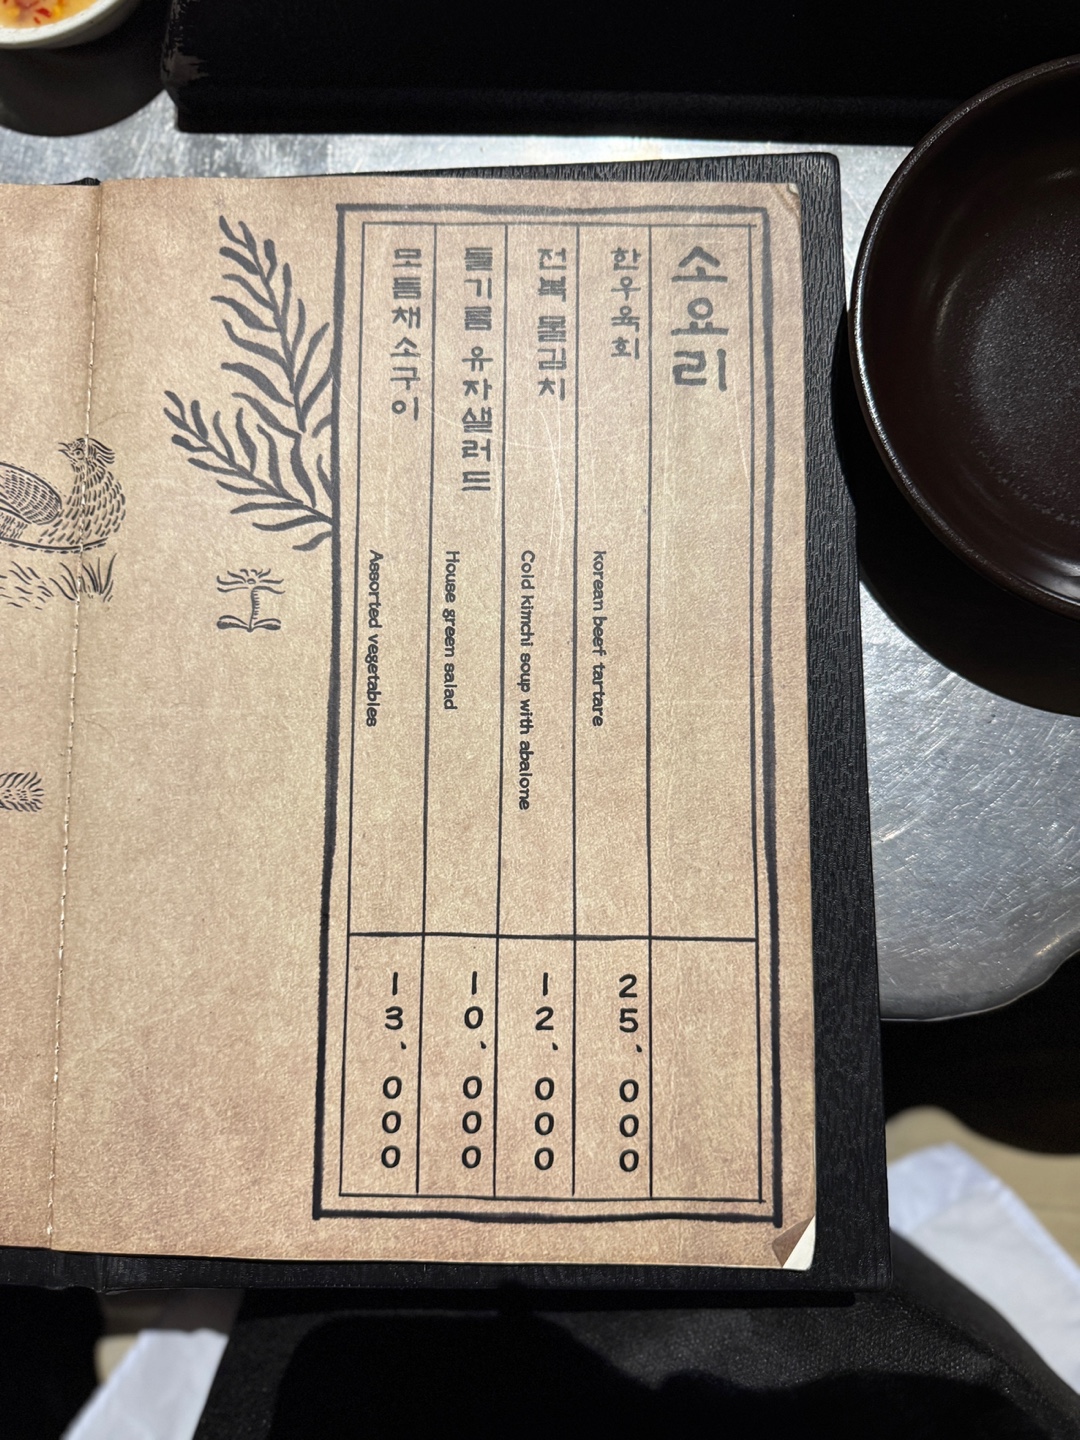 소요리
한우육회
korean beef tartare
25,000
전복 물김치
Cold kimchi soup with abalone
12,000
들기름 유자샐러드
House green salad
10,000
모듬채소구이
Assorted vegetables
13,000